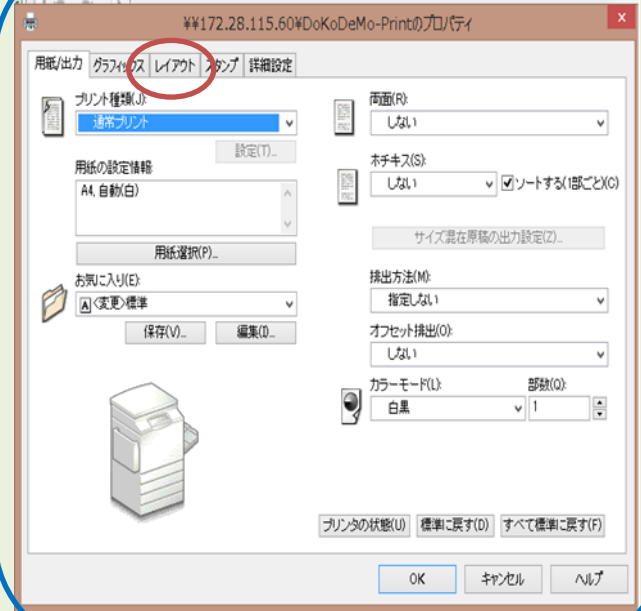 ¥¥172.28.115.60¥DoKoDeMo-Printのプロパティ
x
用紙/出力 グラフィックス レイアウト スタンプ 詳細設定
プリント種類(J):
通常プリント
設定(T)...
用紙の設定情報:
A4, 自動(白)
用紙選択(P)...
お気に入り(E):
A <変更>標準
保存(V)... 編集(I)...
両面(R):
しない
ホチキス(S):
しない ソートする(1部ごと)(C)
サイズ混在原稿の出力設定(Z)...
排出方法(M):
指定しない
オフセット排出(O):
しない
カラーモード(L): 部数(Q):
白黒 1
プリンタの状態(U) 標準に戻す(D) すべて標準に戻す(F)
OK キャンセル ヘルプ